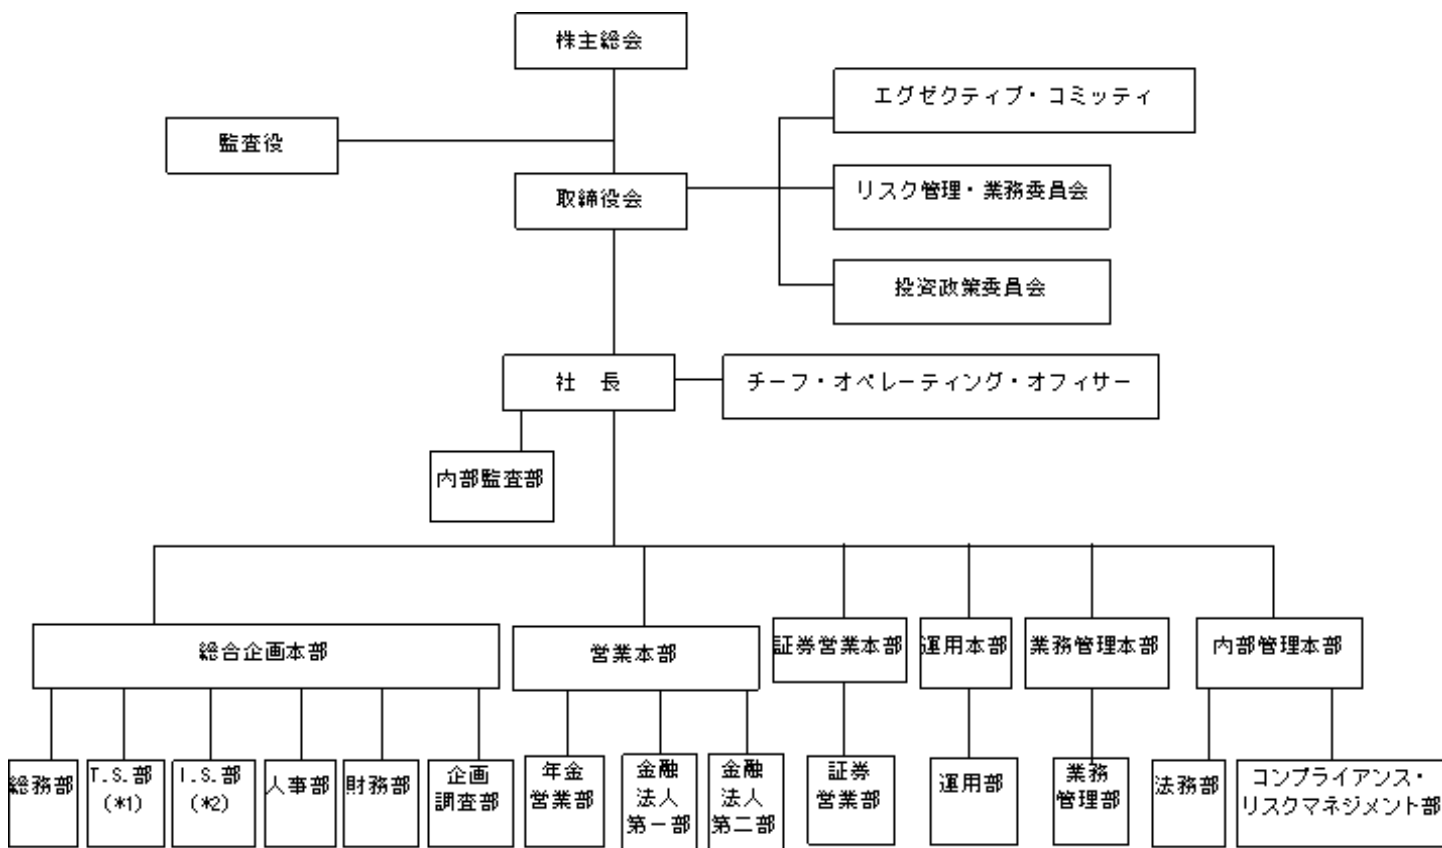 株主総会
エグゼクティブ・コミッティ
監査役
取締役会
リスク管理・業務委員会
投資政策委員会
社　長
チーフ・オペレーティング・オフィサー
内部監査部
総合企画本部
営業本部
証券営業本部
運用本部
業務管理本部
内部管理本部
総務部
T.S.部
(*1)
I.S.部
(*2)
人事部
財務部
企画
調査部
年金
営業部
金融
法人
第一部
金融
法人
第二部
証券
営業部
運用部
業務
管理部
法務部
コンプライアンス・
リスクマネジメント部